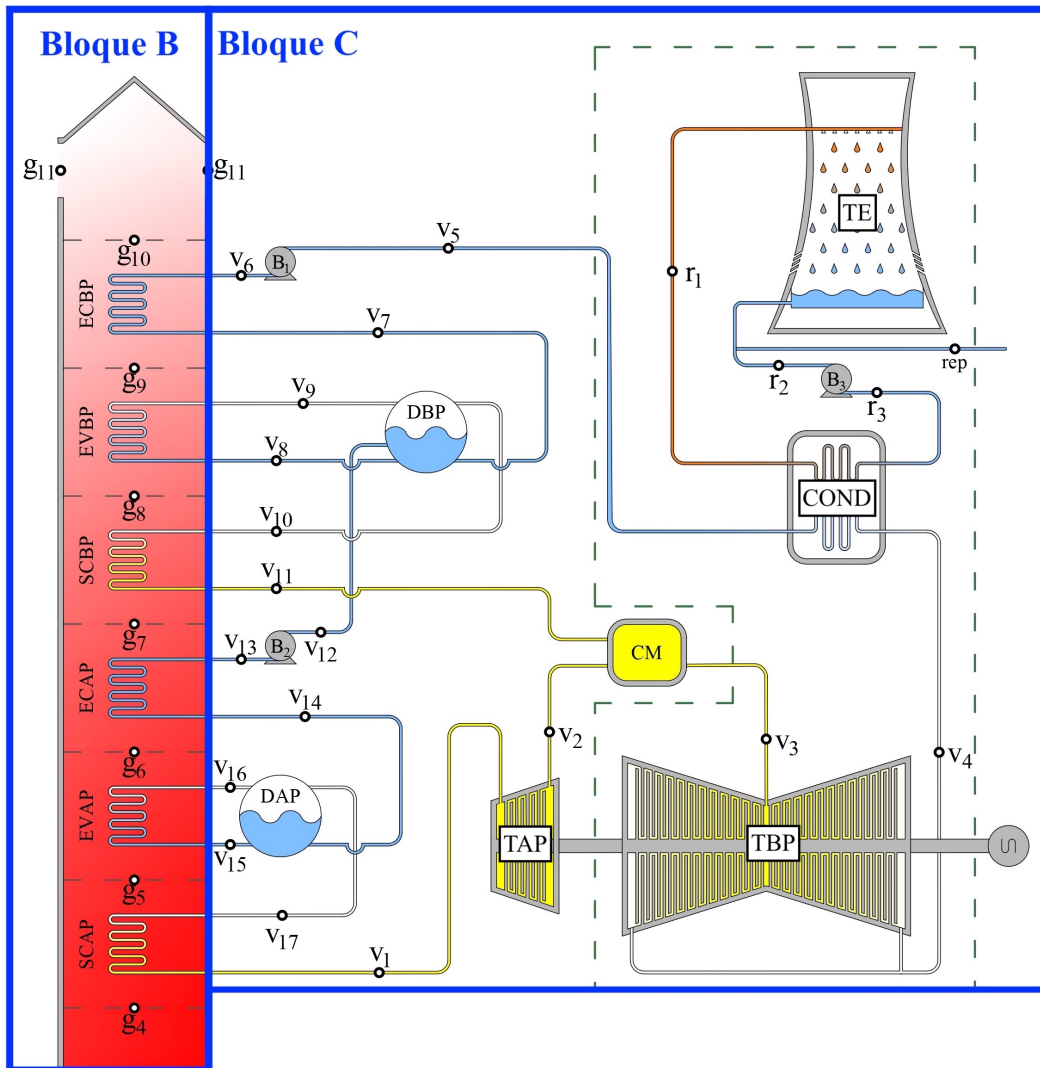 Bloque B
Bloque C
g11
g11
TE
g10
v6
B1
v5
r1
ECBP
v7
rep
g9
v9
r2
B3
r3
DBP
EVBP
v8
g8
COND
v10
SCBP
v11
g7
v13
B2
v12
CM
ECAP
v14
v2
v3
v4
g6
v16
DAP
EVAP
TAP
TBP
S
v15
g5
SCAP
v17
v1
g4